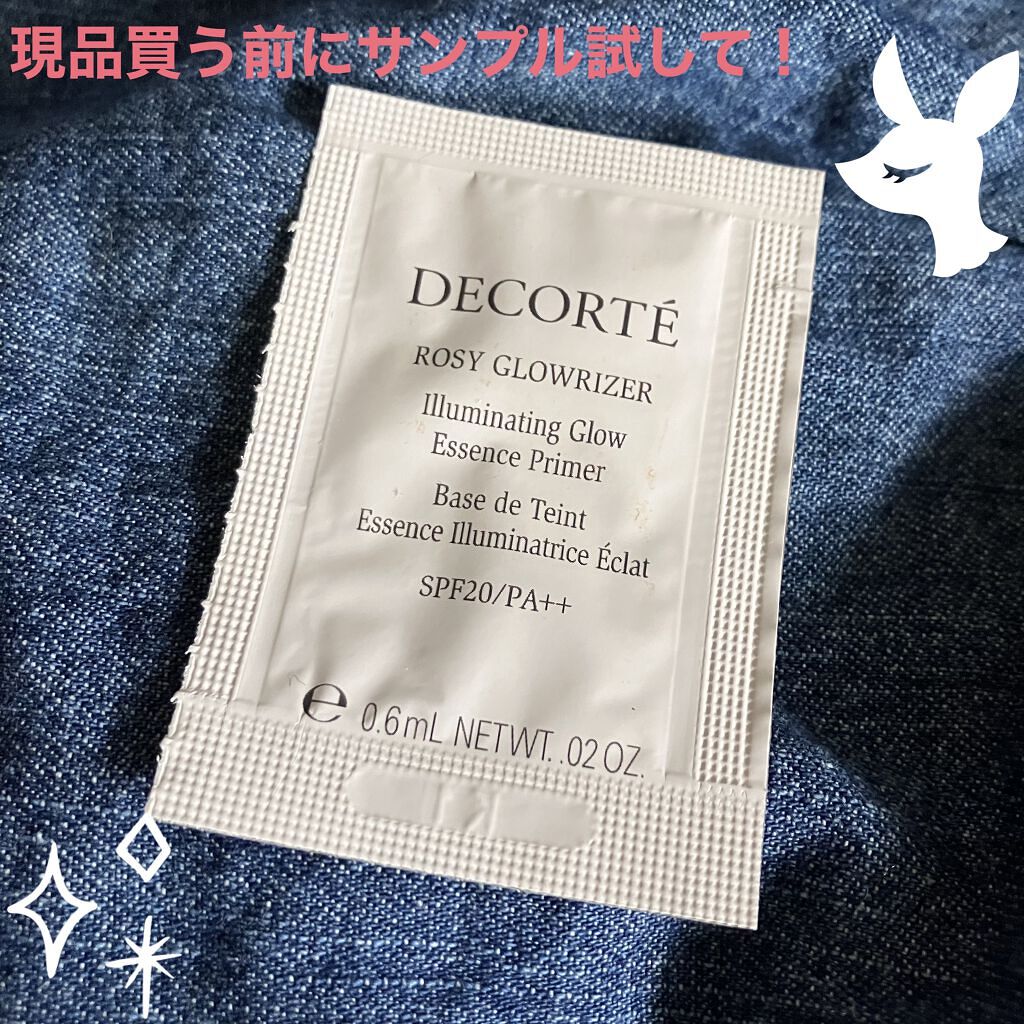 現品買う前にサンプル試して！
DECORTÉ
ROSY GLOWRIZER
Illuminating Glow
Essence Primer
Base de Teint
Essence Illuminatrice Éclat
SPF20/PA++
℮ 0.6mL NETWT. .02 OZ.